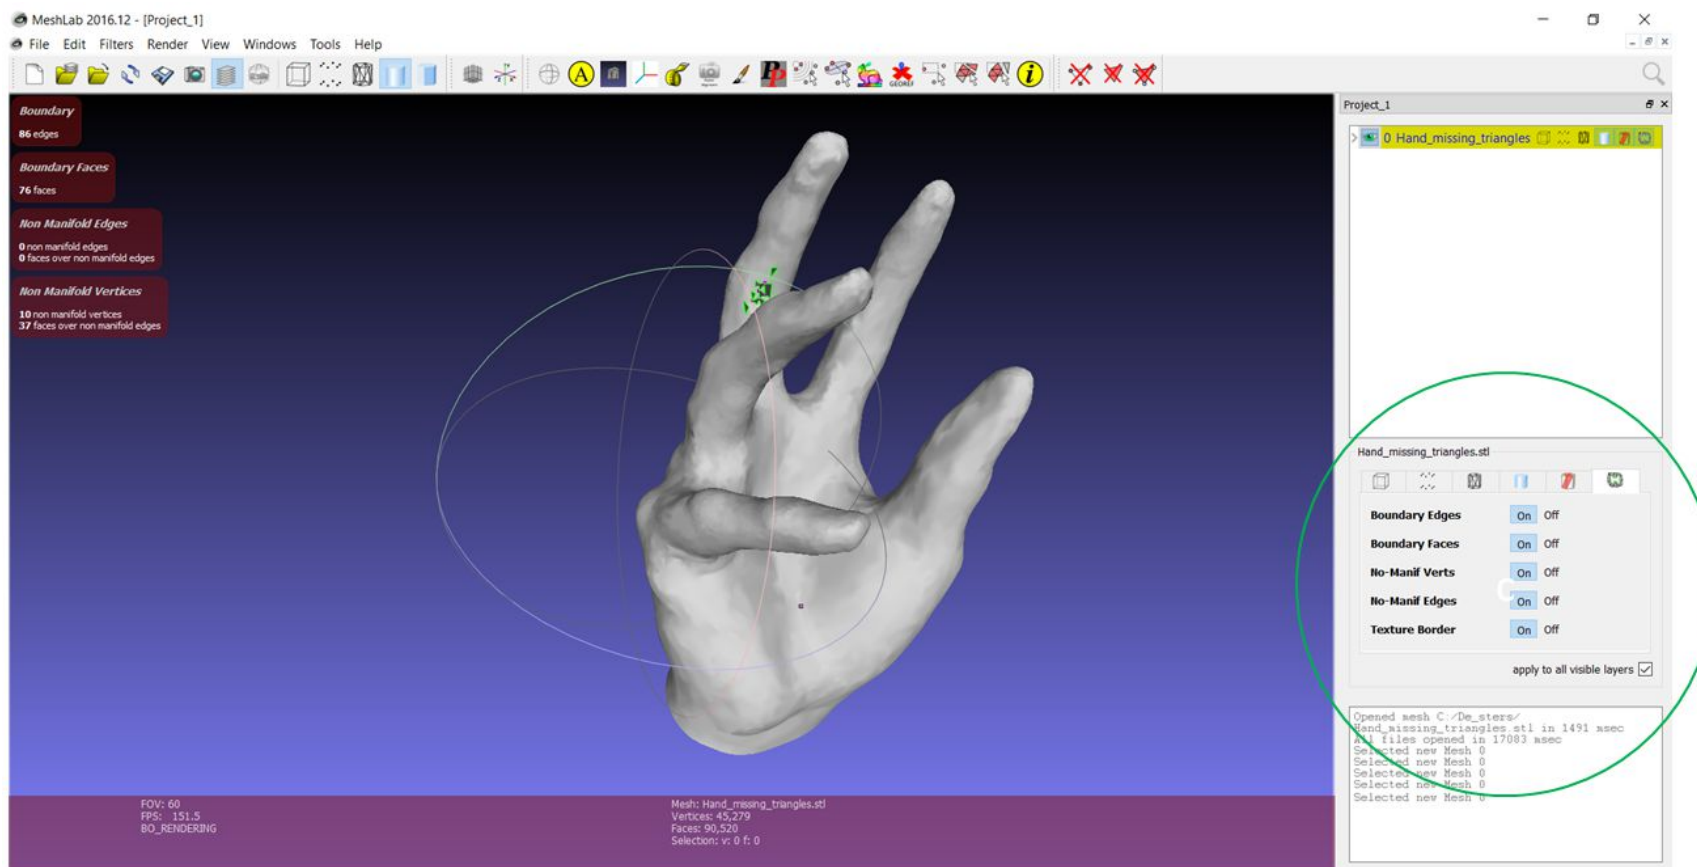 MeshLab 2016.12 - [Project_1]
File Edit Filters Render View Windows Tools Help
A
Pp
GEOREF
i
Boundary
86 edges
Boundary Faces
76 faces
Non Manifold Edges
0 non manifold edges
0 faces over non manifold edges
Non Manifold Vertices
10 non manifold vertices
37 faces over non manifold edges
FOV: 60
FPS: 151.5
BO_RENDERING
Mesh: Hand_missing_triangles.stl
Vertices: 45,279
Faces: 90,520
Selection: v: 0 f: 0
Project_1
0 Hand_missing_triangles
Hand_missing_triangles.stl
Boundary Edges On Off
Boundary Faces On Off
No-Manif Verts On Off
C
No-Manif Edges On Off
Texture Border On Off
apply to all visible layers
Opened mesh C:/De_sters/
Hand_missing_triangles.stl in 1491 msec
All files opened in 17083 msec
Selected new Mesh 0
Selected new Mesh 0
Selected new Mesh 0
Selected new Mesh 0
Selected new Mesh 0